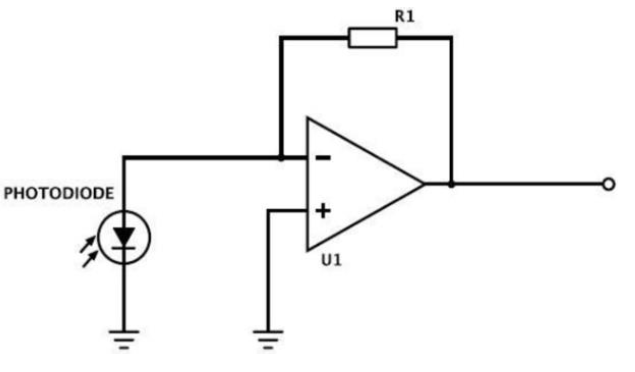 R1
−
PHOTODIODE
+
U1